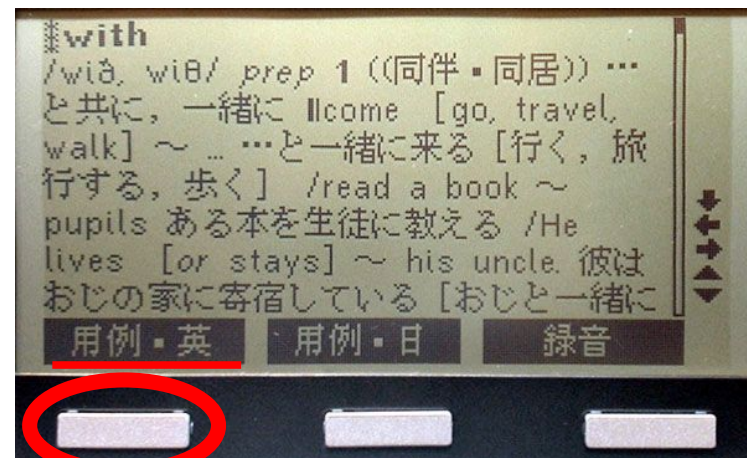 ⁑with
/wið, wiθ/ prep 1 ((同伴・同居)) …
と共に, 一緒に ‖come [go, travel,
walk] ～ … …と一緒に来る [行く, 旅
行する, 歩く] /read a book ～
pupils ある本を生徒に教える /He
lives [or stays] ～ his uncle. 彼は
おじの家に寄宿している [おじと一緒に
用例・英 用例・日 録音